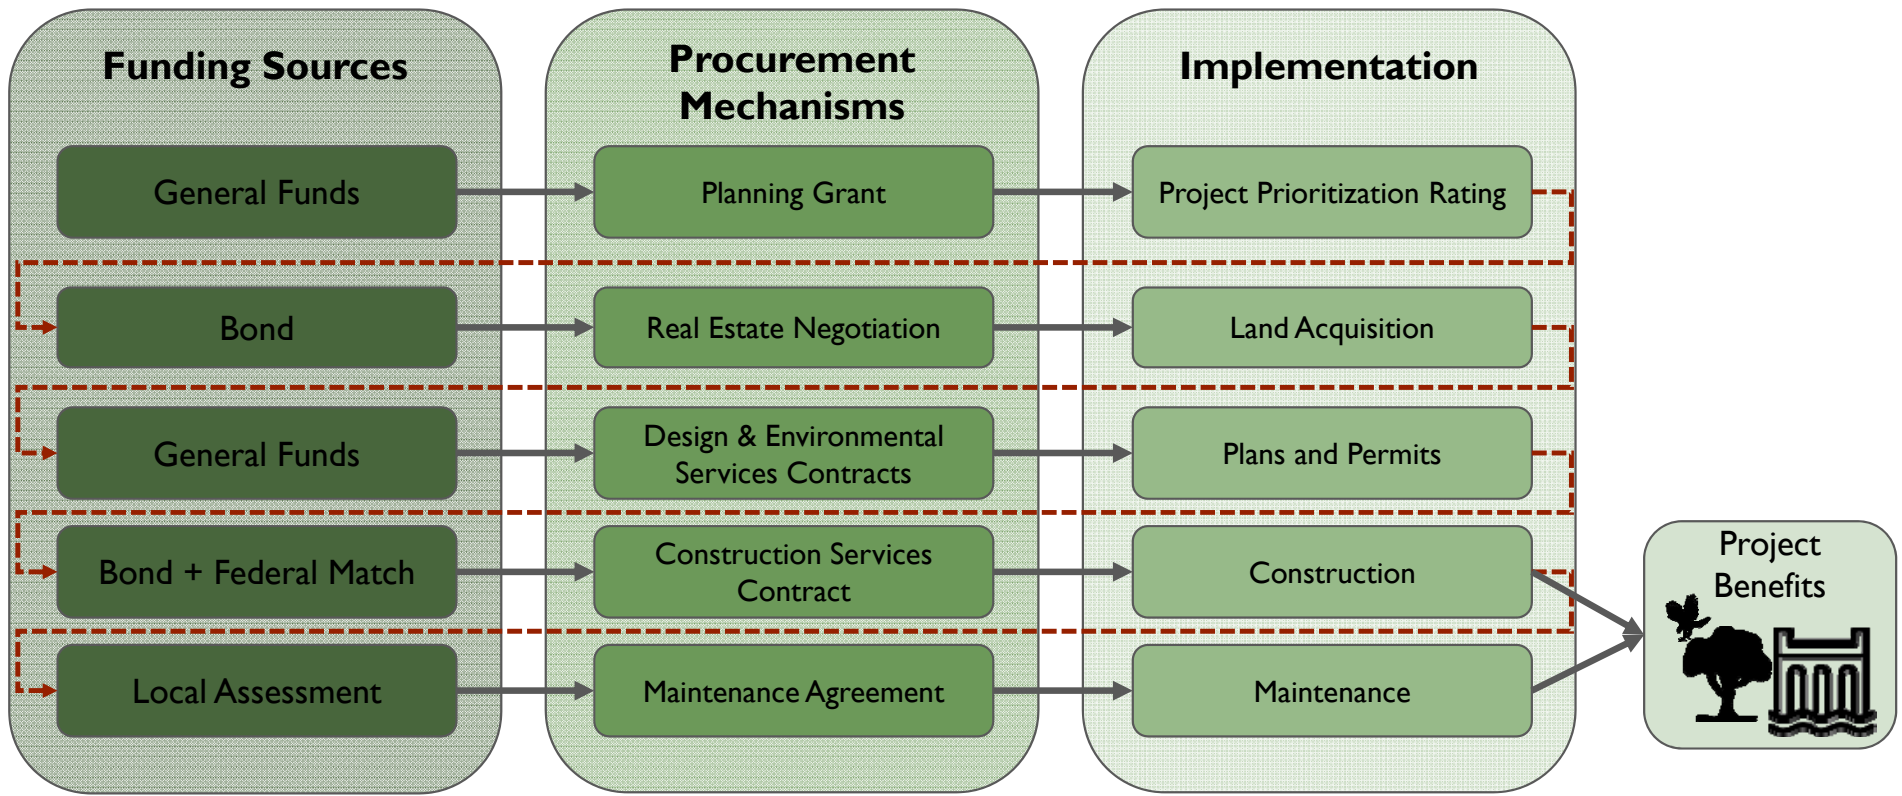 Funding Sources
Procurement
Mechanisms
Implementation
General Funds
Planning Grant
Project Prioritization Rating
Bond
Real Estate Negotiation
Land Acquisition
General Funds
Design & Environmental
Services Contracts
Plans and Permits
Bond + Federal Match
Construction Services
Contract
Construction
Project
Benefits
Local Assessment
Maintenance Agreement
Maintenance